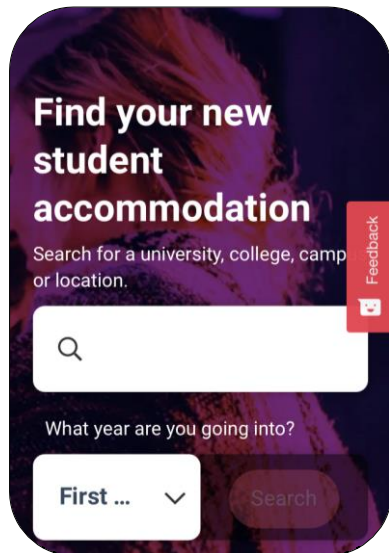 Find your new
student
accommodation
Search for a university, college, camp
or location.
Feedback
What year are you going into?
First ...
Search